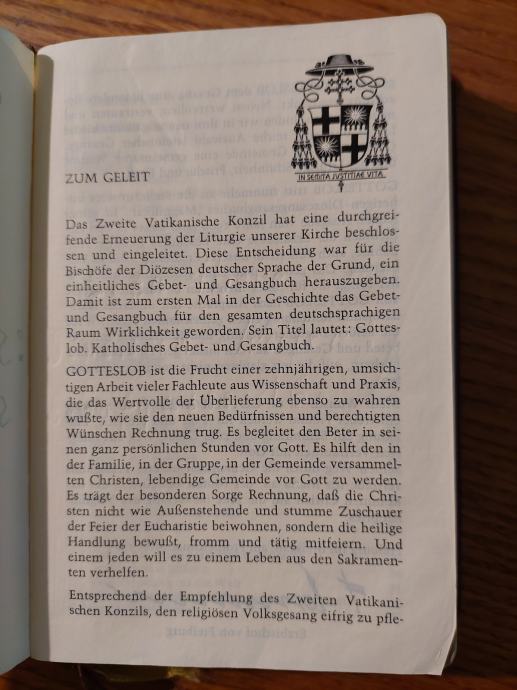 IN SEMITA JUSTITIAE VITA
ZUM GELEIT
Das Zweite Vatikanische Konzil hat eine durchgrei-
fende Erneuerung der Liturgie unserer Kirche beschlos-
sen und eingeleitet. Diese Entscheidung war für die
Bischöfe der Diözesen deutscher Sprache der Grund, ein
einheitliches Gebet- und Gesangbuch herauszugeben.
Damit ist zum ersten Mal in der Geschichte das Gebet-
und Gesangbuch für den gesamten deutschsprachigen
Raum Wirklichkeit geworden. Sein Titel lautet: Gottes-
lob. Katholisches Gebet- und Gesangbuch.
GOTTESLOB ist die Frucht einer zehnjährigen, umsich-
tigen Arbeit vieler Fachleute aus Wissenschaft und Praxis,
die das Wertvolle der Überlieferung ebenso zu wahren
wußte, wie sie den neuen Bedürfnissen und berechtigten
Wünschen Rechnung trug. Es begleitet den Beter in sei-
nen ganz persönlichen Stunden vor Gott. Es hilft den in
der Familie, in der Gruppe, in der Gemeinde versammel-
ten Christen, lebendige Gemeinde vor Gott zu werden.
Es trägt der besonderen Sorge Rechnung, daß die Chri-
sten nicht wie Außenstehende und stumme Zuschauer
der Feier der Eucharistie beiwohnen, sondern die heilige
Handlung bewußt, fromm und tätig mitfeiern. Und
einem jeden will es zu einem Leben aus den Sakramen-
ten verhelfen.
Entsprechend der Empfehlung des Zweiten Vatikani-
schen Konzils, den religiösen Volksgesang eifrig zu pfle-